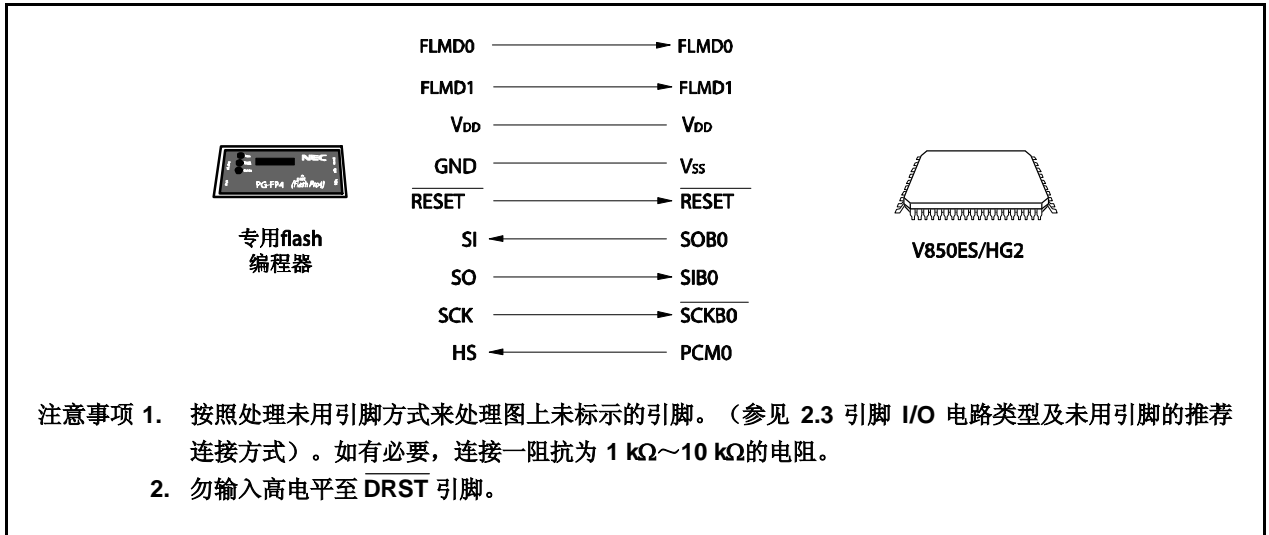 FLMD0 FLMD0
FLMD1 FLMD1
VDD VDD
GND VSS
RESET RESET
SI SOB0
SO SIB0
SCK SCKB0
HS PCM0
NEC
PG-FP4 (Flash Pro4)
专用flash
编程器
V850ES/HG2
注意事项 1. 按照处理未用引脚方式来处理图上未标示的引脚。（参见 2.3 引脚 I/O 电路类型及未用引脚的推荐
连接方式）。如有必要，连接一阻抗为 1 kΩ～10 kΩ的电阻。
2. 勿输入高电平至 DRST 引脚。